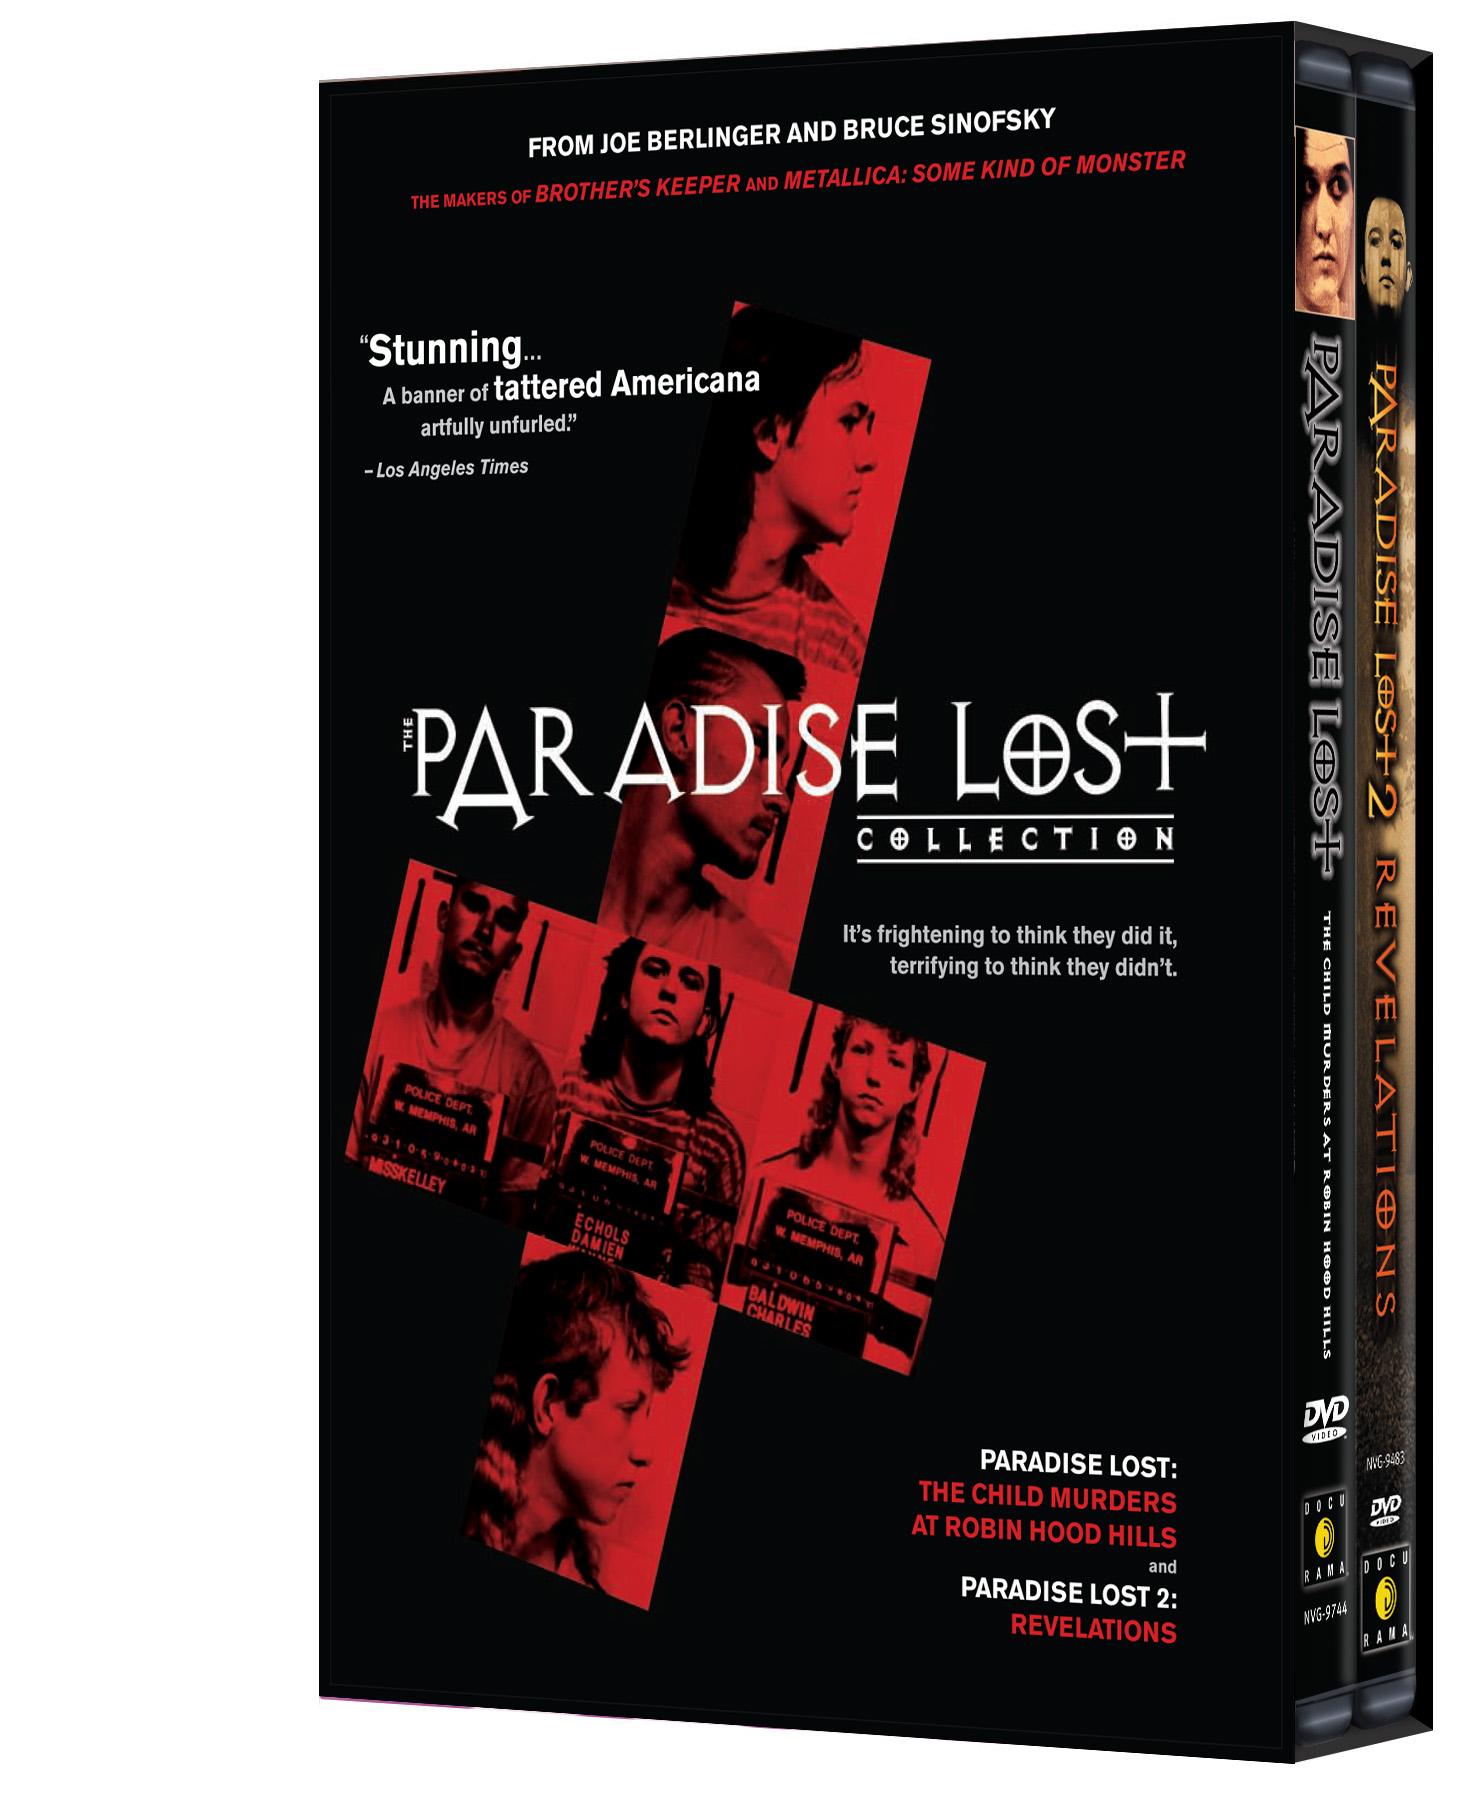 FROM JOE BERLINGER AND BRUCE SINOFSKY
THE MAKERS OF BROTHER'S KEEPER AND METALLICA: SOME KIND OF MONSTER
“Stunning...
A banner of tattered Americana
artfully unfurled.”
– Los Angeles Times
THE PARADISE LOST
COLLECTION
It's frightening to think they did it,
terrifying to think they didn't.
POLICE DEPT.
W. MEMPHIS, AR
MISSKELLEY
POLICE DEPT.
W. MEMPHIS, AR
ECHOLS
DAMIEN
POLICE DEPT.
W. MEMPHIS, AR
BALDWIN
CHARLES
PARADISE LOST:
THE CHILD MURDERS
AT ROBIN HOOD HILLS
and
PARADISE LOST 2:
REVELATIONS
PARADISE LOST
THE CHILD MURDERS AT ROBIN HOOD HILLS
DVD
VIDEO
DOCU
RAMA
NVG-9744
PARADISE LOST 2 REVELATIONS
NVG-9483
DVD
VIDEO
DOCU
RAMA